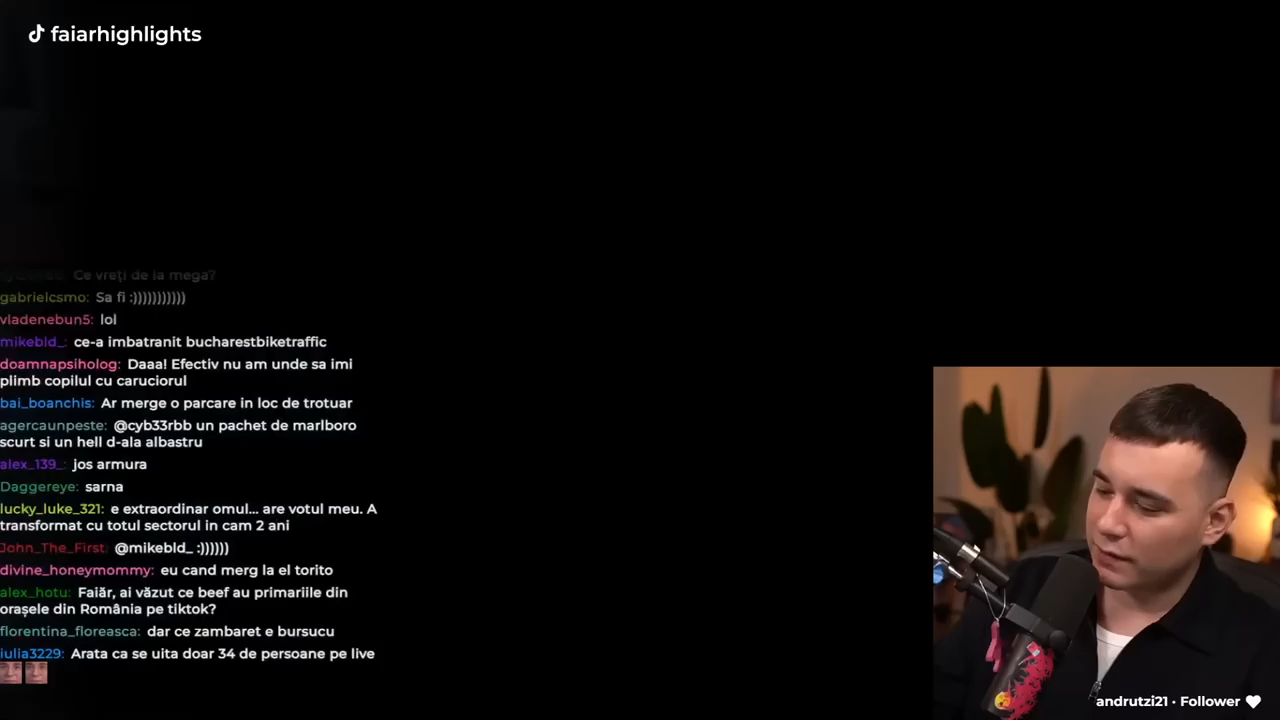 faiarhighlights
Ce vreți de la mega?
gabrielcsmo: Sa fi :)))))))))))
vladenebun5: lol
mikebld_: ce-a imbatranit bucharestbiketraffic
doamnapsiholog: Daaa! Efectiv nu am unde sa imi
plimb copilul cu caruciorul
bai_boanchis: Ar merge o parcare in loc de trotuar
agercaunpeste: @cyb33rbb un pachet de marlboro
scurt si un hell d-ala albastru
alex_139_: jos armura
Daggereye: sarna
lucky_luke_321: e extraordinar omul... are votul meu. A
transformat cu totul sectorul in cam 2 ani
John_The_First: @mikebld_ :))))))
divine_honeymommy: eu cand merg la el torito
alex_hotu: Faiăr, ai văzut ce beef au primariile din
orașele din România pe tiktok?
florentina_floreasca: dar ce zambaret e bursucu
iulia3229: Arata ca se uita doar 34 de persoane pe live
andrutzi21 · Follower